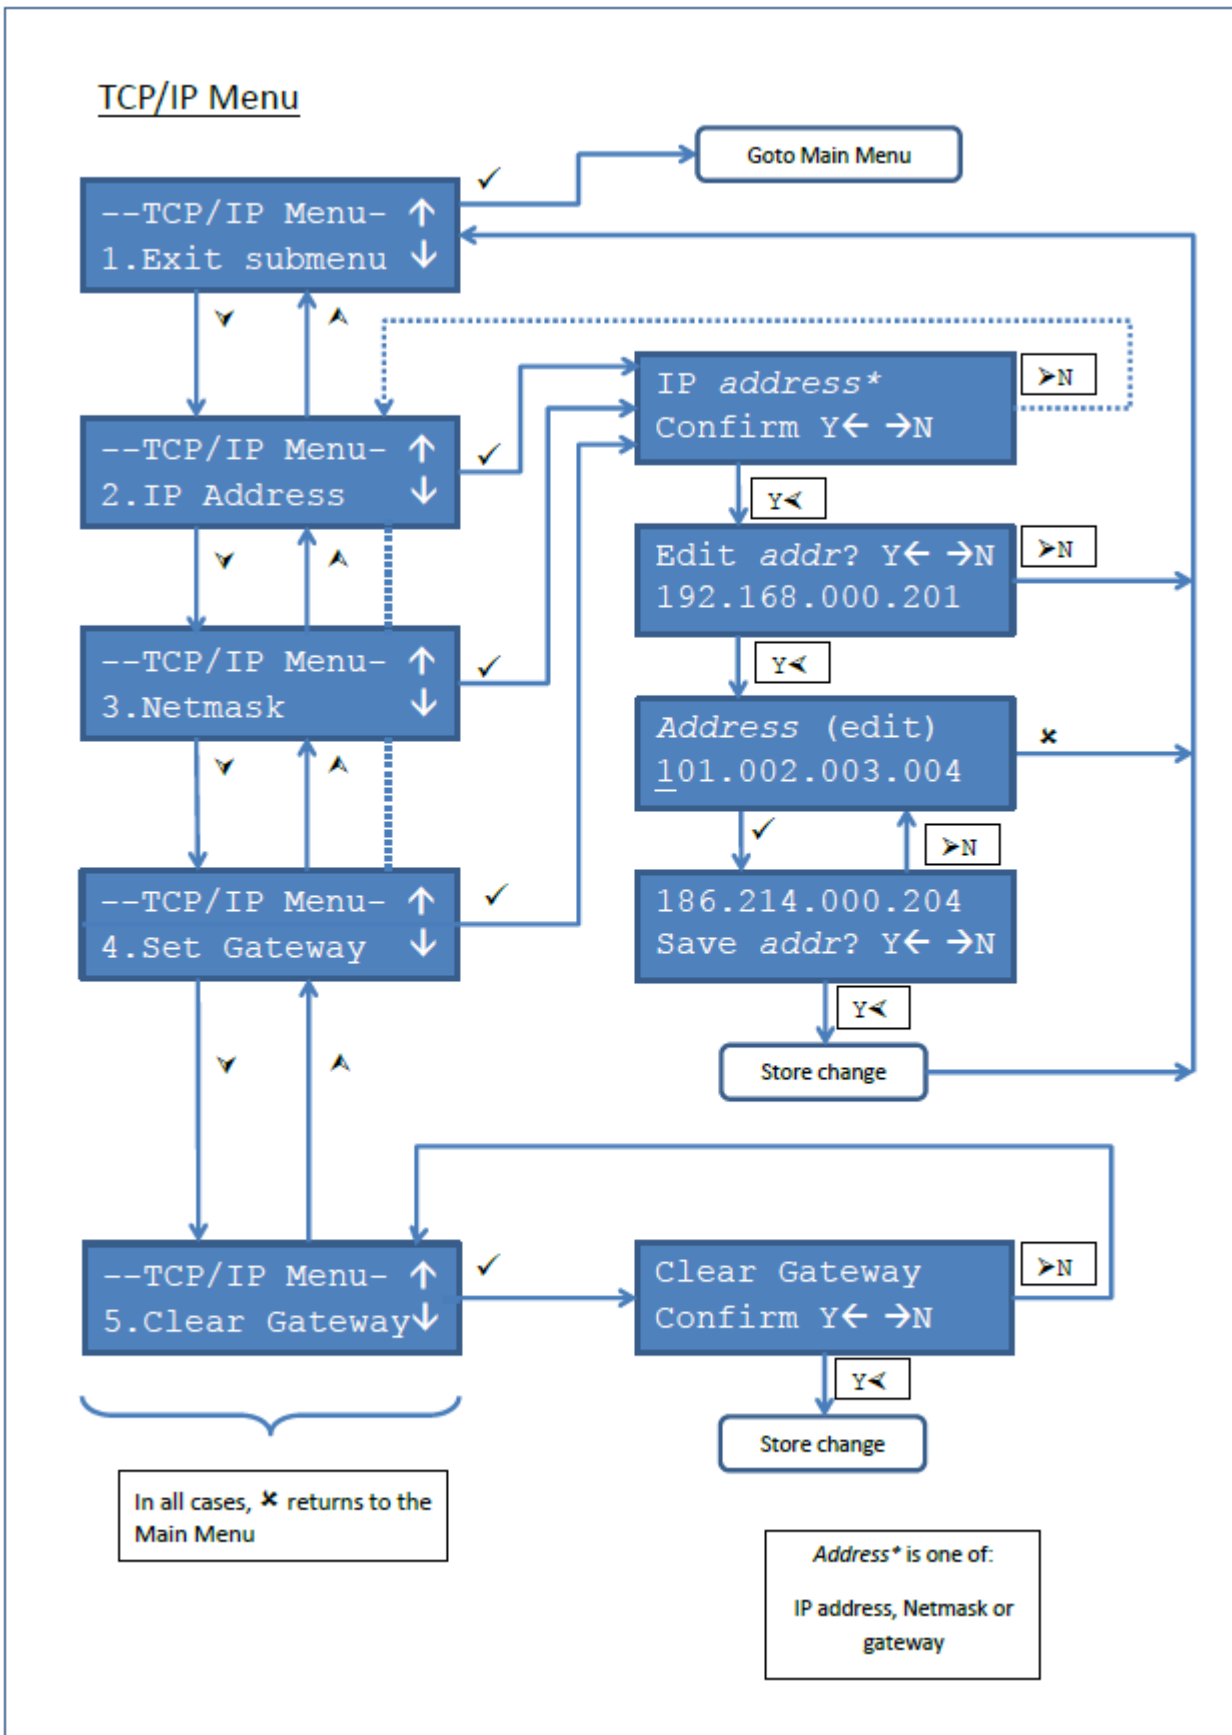 TCP/IP Menu
Goto Main Menu
✓
--TCP/IP Menu- ↑
1.Exit submenu ↓
⮟ ⮝
IP address*
Confirm Y← →N
➤N
--TCP/IP Menu- ↑
2.IP Address ↓
✓
Y⮜
⮟ ⮝
Edit addr? Y← →N
192.168.000.201
➤N
--TCP/IP Menu- ↑
3.Netmask ↓
✓
Y⮜
Address (edit)
101.002.003.004
×
⮟ ⮝
✓
➤N
--TCP/IP Menu- ↑
4.Set Gateway ↓
✓
186.214.000.204
Save addr? Y← →N
Y⮜
Store change
⮟ ⮝
--TCP/IP Menu- ↑
5.Clear Gateway↓
✓
Clear Gateway
Confirm Y← →N
➤N
Y⮜
Store change
In all cases, × returns to the
Main Menu
Address* is one of:
IP address, Netmask or
gateway